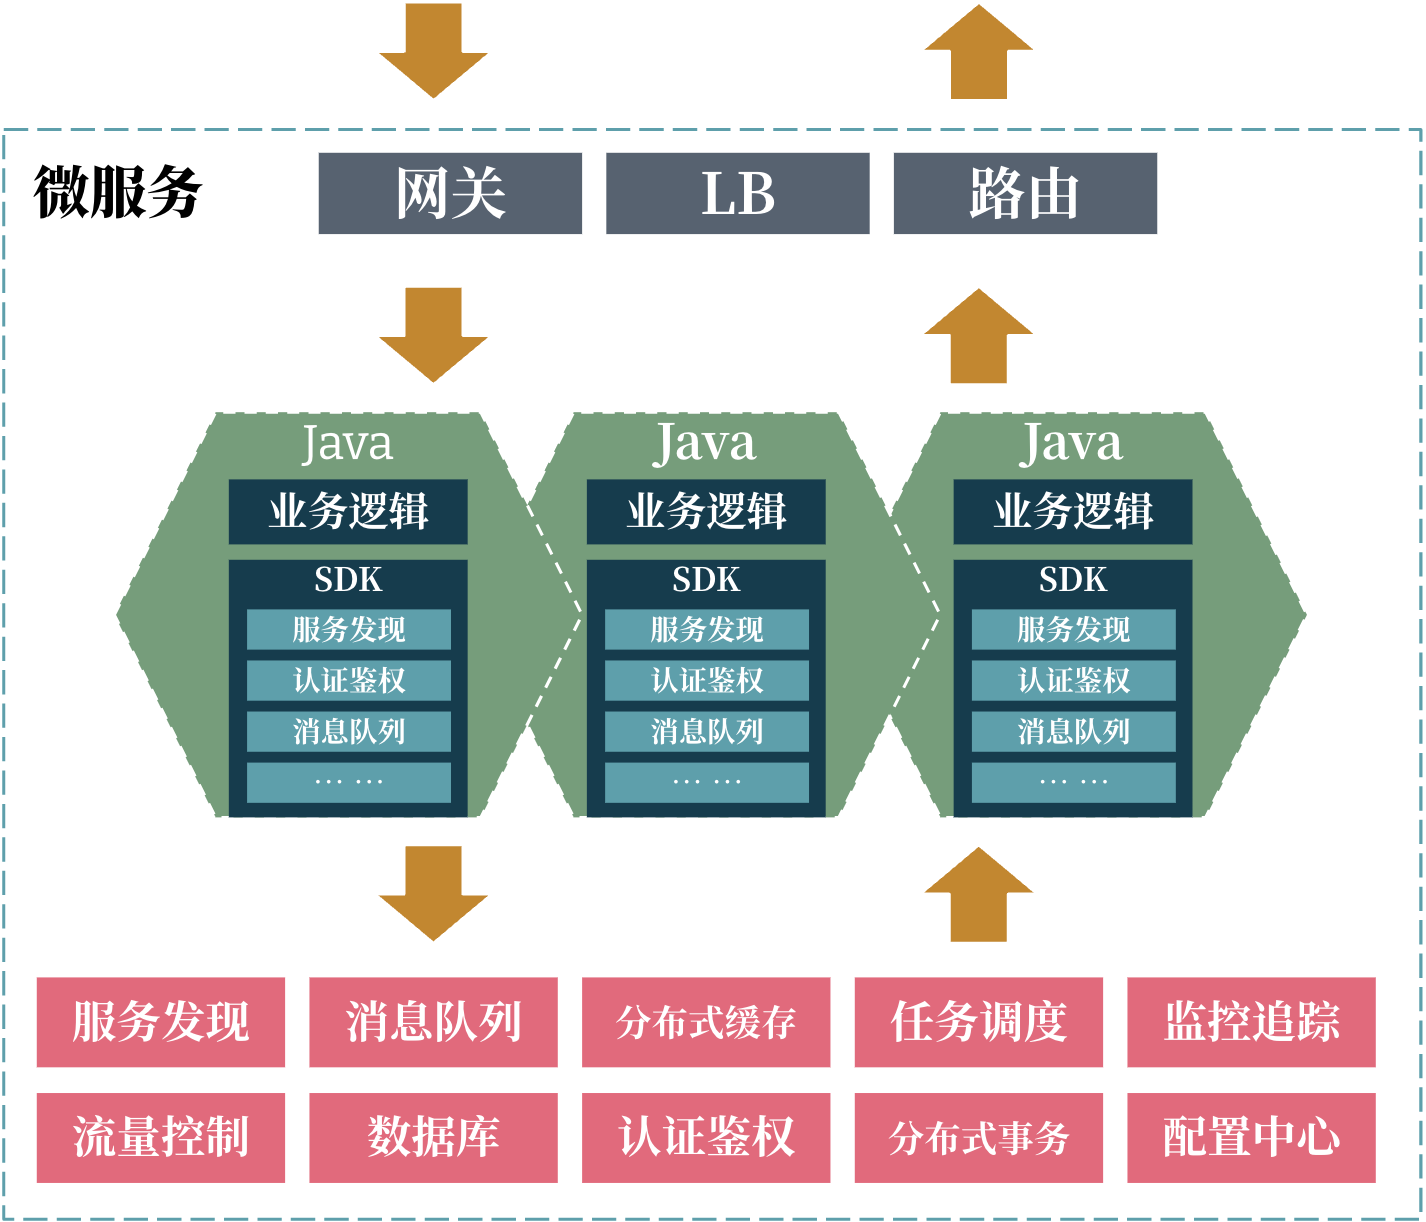 微服务
网关
LB
路由
Java
业务逻辑
SDK
服务发现
认证鉴权
消息队列
... ...
Java
业务逻辑
SDK
服务发现
认证鉴权
消息队列
... ...
Java
业务逻辑
SDK
服务发现
认证鉴权
消息队列
... ...
服务发现
消息队列
分布式缓存
任务调度
监控追踪
流量控制
数据库
认证鉴权
分布式事务
配置中心